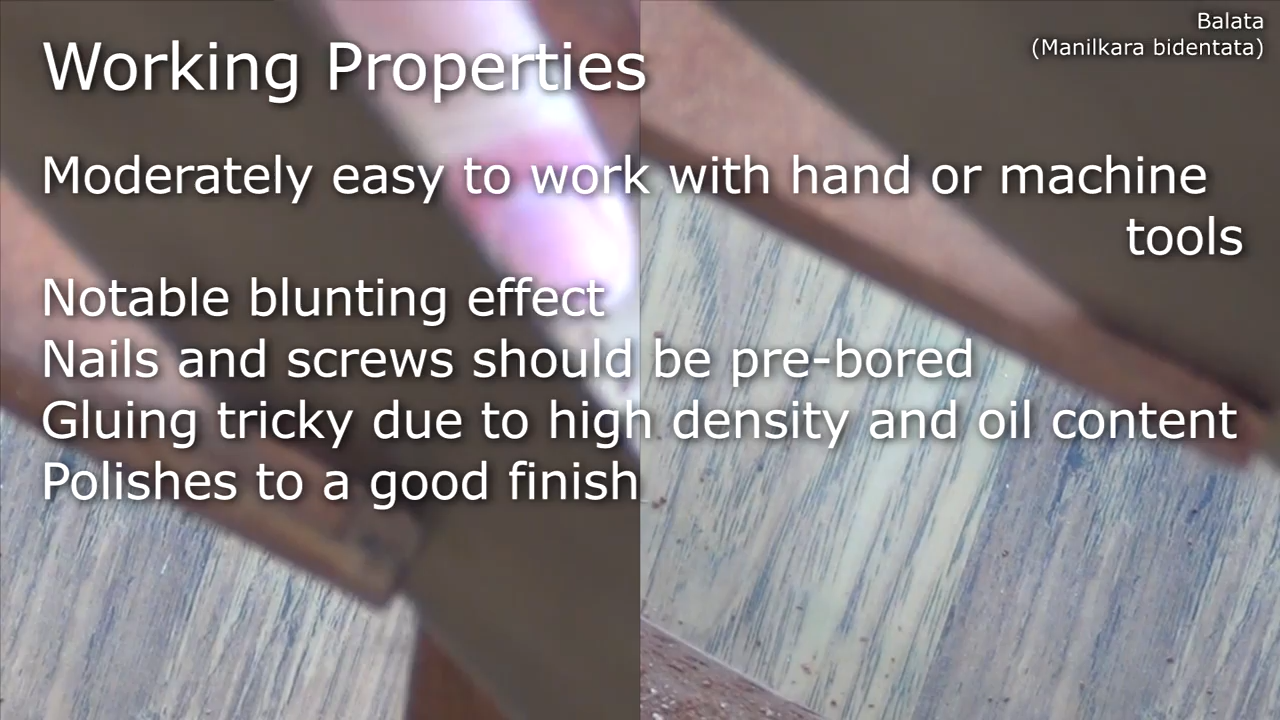 Balata
(Manilkara bidentata)
Working Properties
Moderately easy to work with hand or machine
tools
Notable blunting effect
Nails and screws should be pre-bored
Gluing tricky due to high density and oil content
Polishes to a good finish